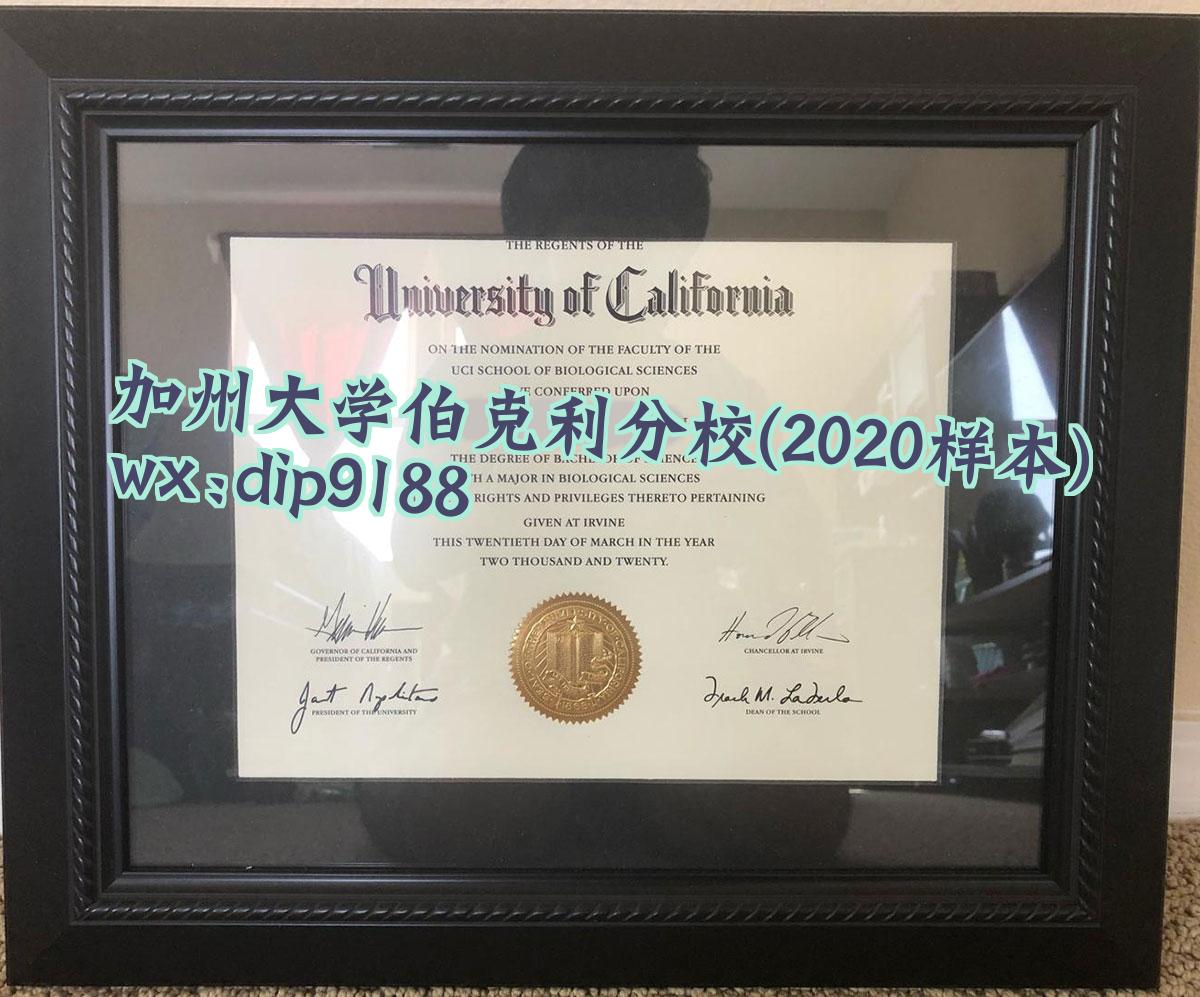 THE REGENTS OF THE
University of California
ON THE NOMINATION OF THE FACULTY OF THE
UCI SCHOOL OF BIOLOGICAL SCIENCES
CONFERRED UPON
加州大学伯克利分校(2020样本)
wx:dip9188
THE DEGREE OF
A MAJOR IN BIOLOGICAL SCIENCES
RIGHTS AND PRIVILEGES THERETO PERTAINING
GIVEN AT IRVINE
THIS TWENTIETH DAY OF MARCH IN THE YEAR
TWO THOUSAND AND TWENTY.
GOVERNOR OF CALIFORNIA AND
PRESIDENT OF THE REGENTS
CHANCELLOR AT IRVINE
PRESIDENT OF THE UNIVERSITY
DEAN OF THE SCHOOL